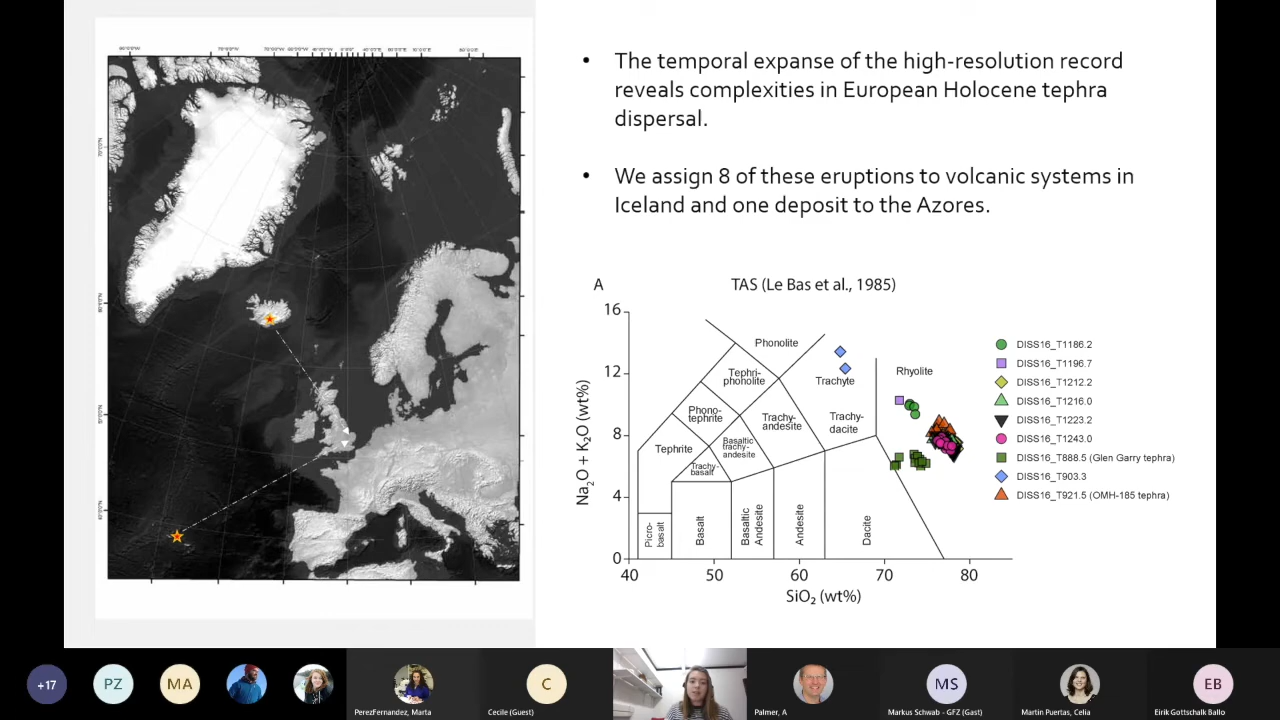 • The temporal expanse of the high-resolution record
reveals complexities in European Holocene tephra
dispersal.
• We assign 8 of these eruptions to volcanic systems in
Iceland and one deposit to the Azores.
A
TAS (Le Bas et al., 1985)
Na₂O + K₂O (wt%)
16
12
8
4
0
40
50
60
70
80
SiO₂ (wt%)
Phonolite
Tephri-
phonolite
Trachyte
Rhyolite
Phono-
tephrite
Trachy-
andesite
Trachy-
dacite
Tephrite
Basaltic
trachy-
andesite
Trachy-
basalt
Picro-
basalt
Basalt
Basaltic
Andesite
Andesite
Dacite
DISS16_T1186.2
DISS16_T1196.7
DISS16_T1212.2
DISS16_T1216.0
DISS16_T1223.2
DISS16_T1243.0
DISS16_T888.5 (Glen Garry tephra)
DISS16_T903.3
DISS16_T921.5 (OMH-185 tephra)
+17
PZ
MA
PerezFernandez, Marta
C
Cecile (Guest)
Palmer, A
MS
Markus Schwab - GFZ (Gast)
Martin Puertas, Celia
EB
Eirik Gottschalk Ballo